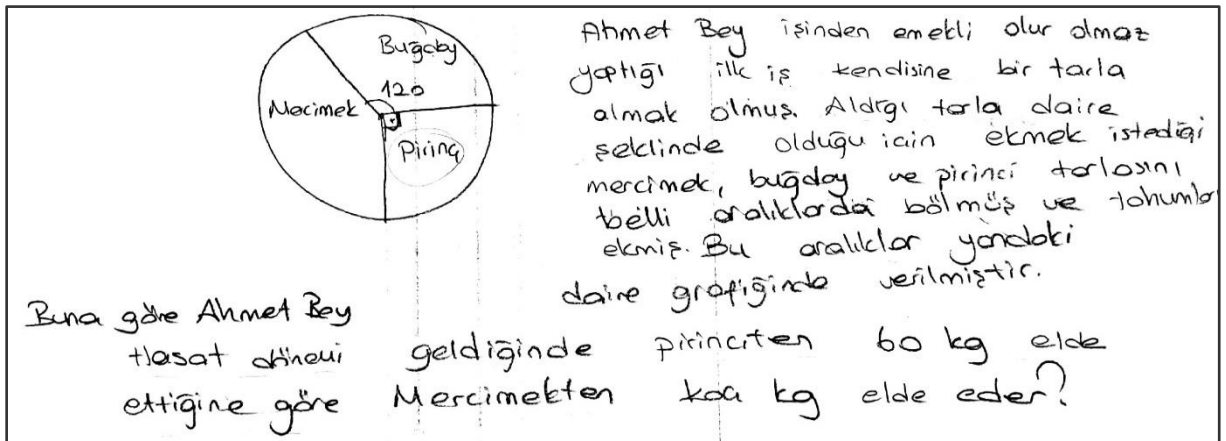 Buğday
120
Mecimek
Pirinç
Ahmet Bey işinden emekli olur olmaz
yaptığı ilk iş kendisine bir tarla
almak olmuş. Aldığı tarla daire
şeklinde olduğu için ekmek istediği
mercimek, buğday ve pirinci tarlasını
belli aralıklarda bölmüş ve tohumlar
ekmiş. Bu aralıklar yandaki
daire grafiğinde verilmiştir.
Buna göre Ahmet Bey
Hasat dönemi geldiğinde pirinçten 60 kg elde
ettiğine göre Mercimekten kaç kg elde eder?